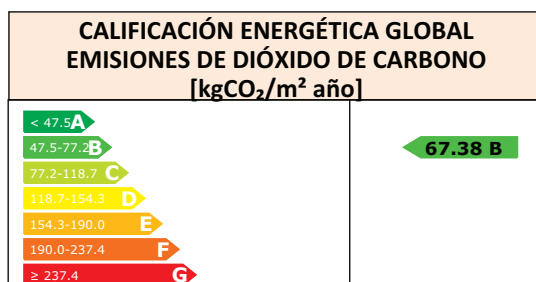 CALIFICACIÓN ENERGÉTICA GLOBAL
EMISIONES DE DIÓXIDO DE CARBONO
[kgCO₂/m² año]
< 47.5 A
47.5-77.2 B
67.38 B
77.2-118.7 C
118.7-154.3 D
154.3-190.0 E
190.0-237.4 F
≥ 237.4 G